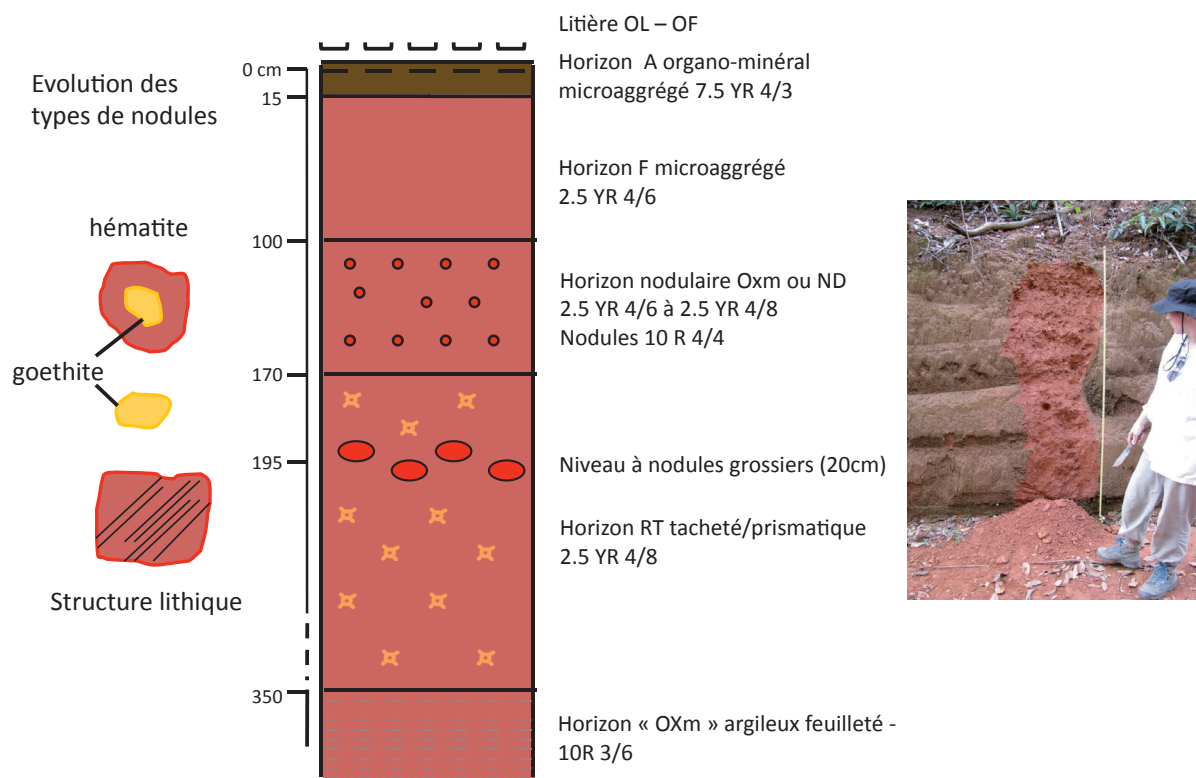 Litière OL – OF
0 cm
Horizon A organo-minéral
microaggrégé 7.5 YR 4/3
Evolution des
types de nodules
15
Horizon F microaggrégé
2.5 YR 4/6
hématite
100
Horizon nodulaire Oxm ou ND
2.5 YR 4/6 à 2.5 YR 4/8
Nodules 10 R 4/4
goethite
170
195
Niveau à nodules grossiers (20cm)
Horizon RT tacheté/prismatique
2.5 YR 4/8
Structure lithique
350
Horizon « OXm » argileux feuilleté -
10R 3/6